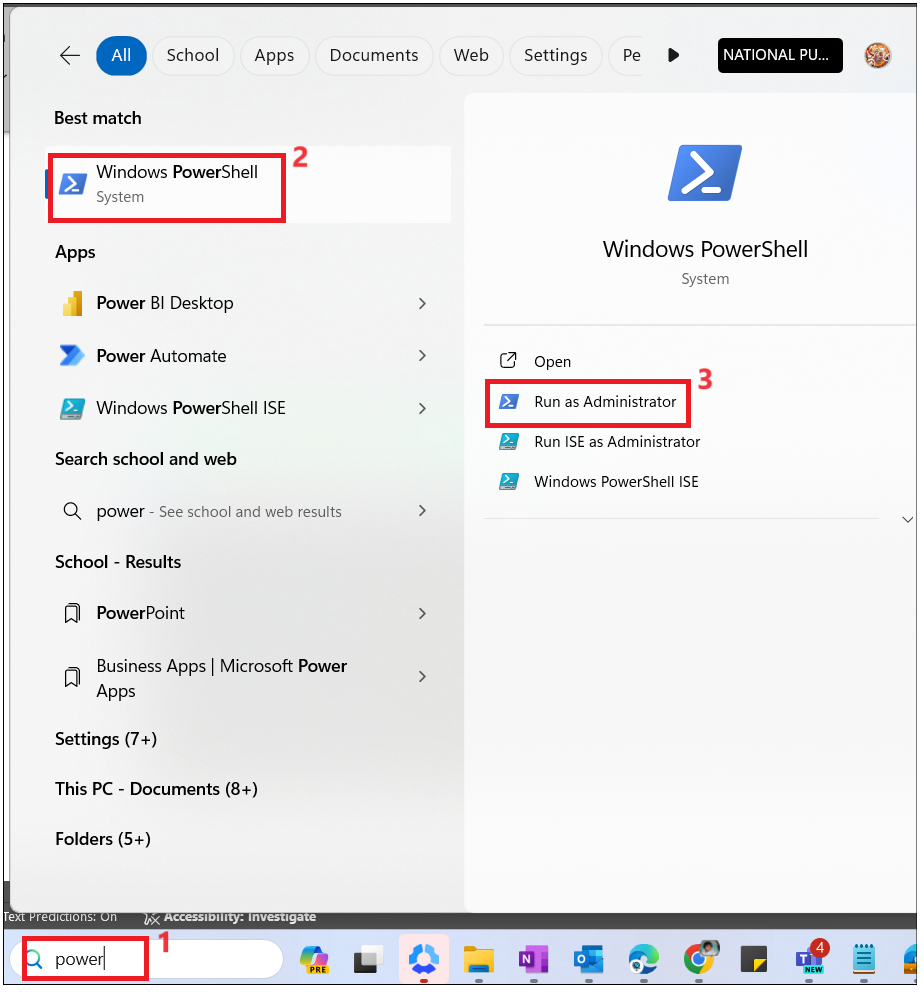 All School Apps Documents Web Settings Pe NATIONAL PU...
Best match
2
Windows PowerShell
System
Apps
Power BI Desktop
Power Automate
Windows PowerShell ISE
Search school and web
power - See school and web results
School - Results
PowerPoint
Business Apps | Microsoft Power
Apps
Settings (7+)
This PC - Documents (8+)
Folders (5+)
Windows PowerShell
System
Open
3
Run as Administrator
Run ISE as Administrator
Windows PowerShell ISE
Text Predictions: On Accessibility: Investigate
1
power
PRE
N
O
T
4
NEW